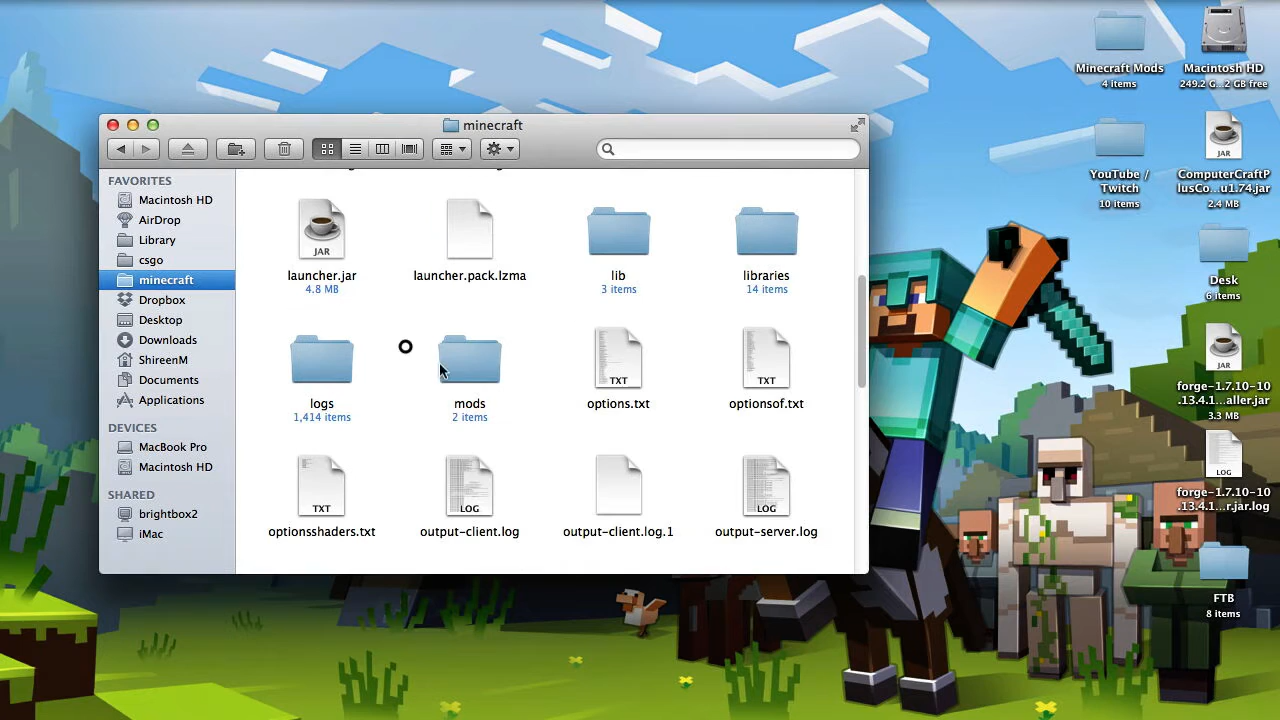 minecraft
FAVORITES
Macintosh HD
AirDrop
Library
csgo
minecraft
Dropbox
Desktop
Downloads
ShireenM
Documents
Applications
DEVICES
MacBook Pro
Macintosh HD
SHARED
brightbox2
iMac
JAR
launcher.jar
4.8 MB
launcher.pack.lzma
lib
3 items
libraries
14 items
logs
1,414 items
mods
2 items
TXT
options.txt
TXT
optionsof.txt
TXT
optionsshaders.txt
LOG
output-client.log
output-client.log.1
LOG
output-server.log
Minecraft Mods
4 items
Macintosh HD
249.2 G...2 GB free
YouTube /
Twitch
10 items
JAR
ComputerCraftP
lusCo...u1.74.jar
2.4 MB
Desk
6 items
JAR
forge-1.7.10-10
.13.4.1...aller.jar
3.3 MB
LOG
forge-1.7.10-10
.13.4.1...r.jar.log
FTB
8 items